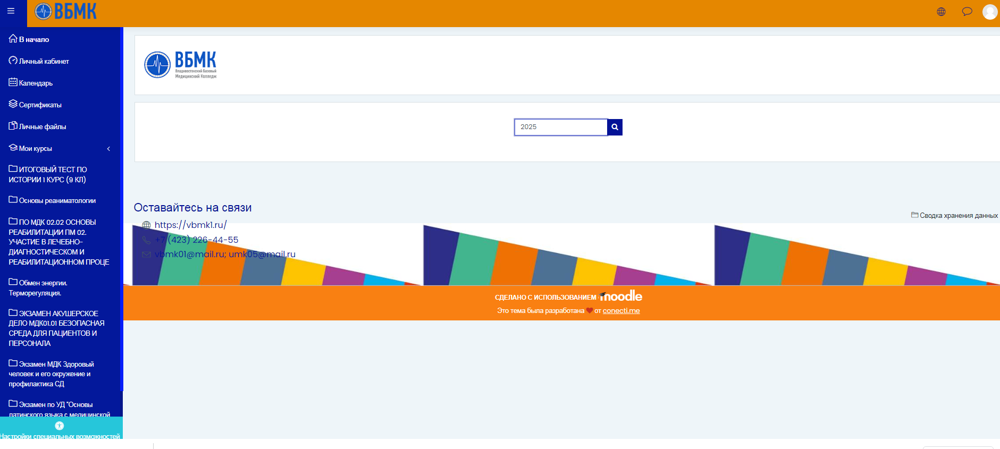 ВБМК
В начало
Личный кабинет
Календарь
Сертификаты
Личные файлы
Мои курсы
ИТОГОВЫЙ ТЕСТ ПО
ИСТОРИИ 1 КУРС (9 КЛ)
Основы реаниматологии
ПО МДК 02.02 ОСНОВЫ
РЕАБИЛИТАЦИИ ПМ 02.
УЧАСТИЕ В ЛЕЧЕБНО-
ДИАГНОСТИЧЕСКОМ И
РЕАБИЛИТАЦИОННОМ ПРОЦЕ
Обмен энергии.
Терморегуляция.
ЭКЗАМЕН АКУШЕРСКОЕ
ДЕЛО МДК01.01 БЕЗОПАСНАЯ
СРЕДА ДЛЯ ПАЦИЕНТОВ И
ПЕРСОНАЛА
Экзамен МДК Здоровый
человек и его окружение и
профилактика СД
Экзамен по УД "Основы
латинского языка с медицинской
Настройки специальных возможностей
ВБМК
Владивостокский Базовый
Медицинский Колледж
2025
Оставайтесь на связи
https://vbmk1.ru/
+7 (423) 226-44-55
vbmk01@mail.ru; umk05@mail.ru
Сводка хранения данных
СДЕЛАНО С ИСПОЛЬЗОВАНИЕМ moodle
Это тема была разработана от conecti.me